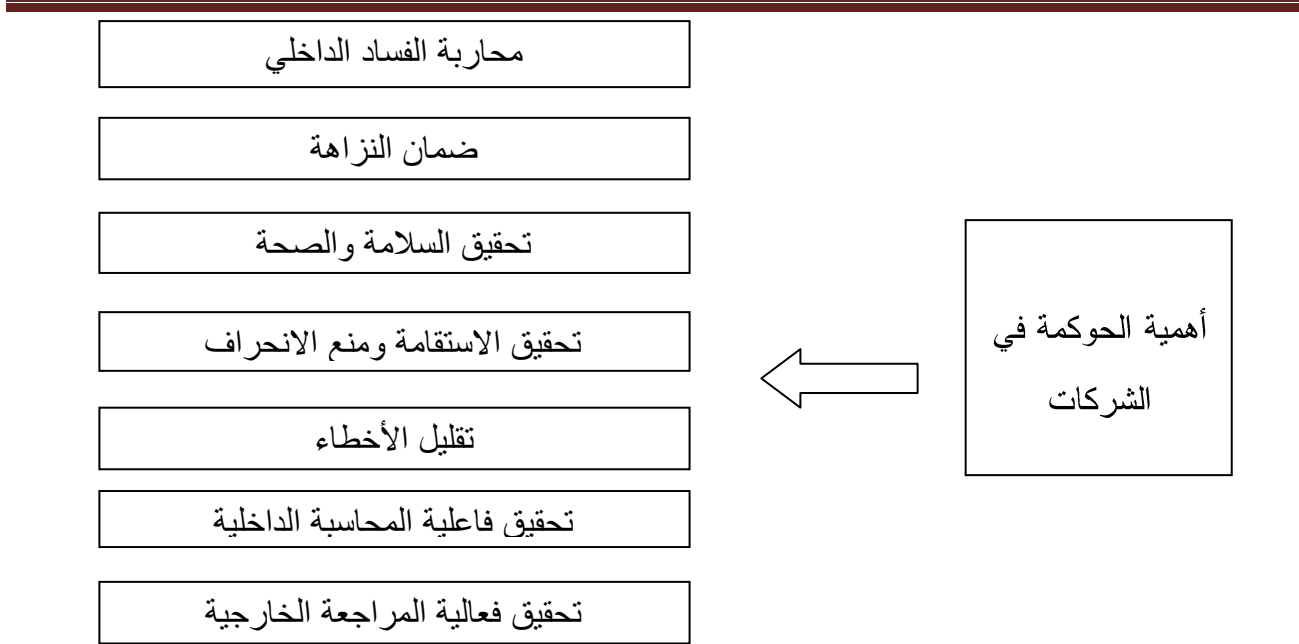 أهمية الحوكمة في
الشركات
محاربة الفساد الداخلي
ضمان النزاهة
تحقيق السلامة والصحة
تحقيق الاستقامة ومنع الانحراف
تقليل الأخطاء
تحقيق فاعلية المحاسبة الداخلية
تحقيق فعالية المراجعة الخارجية